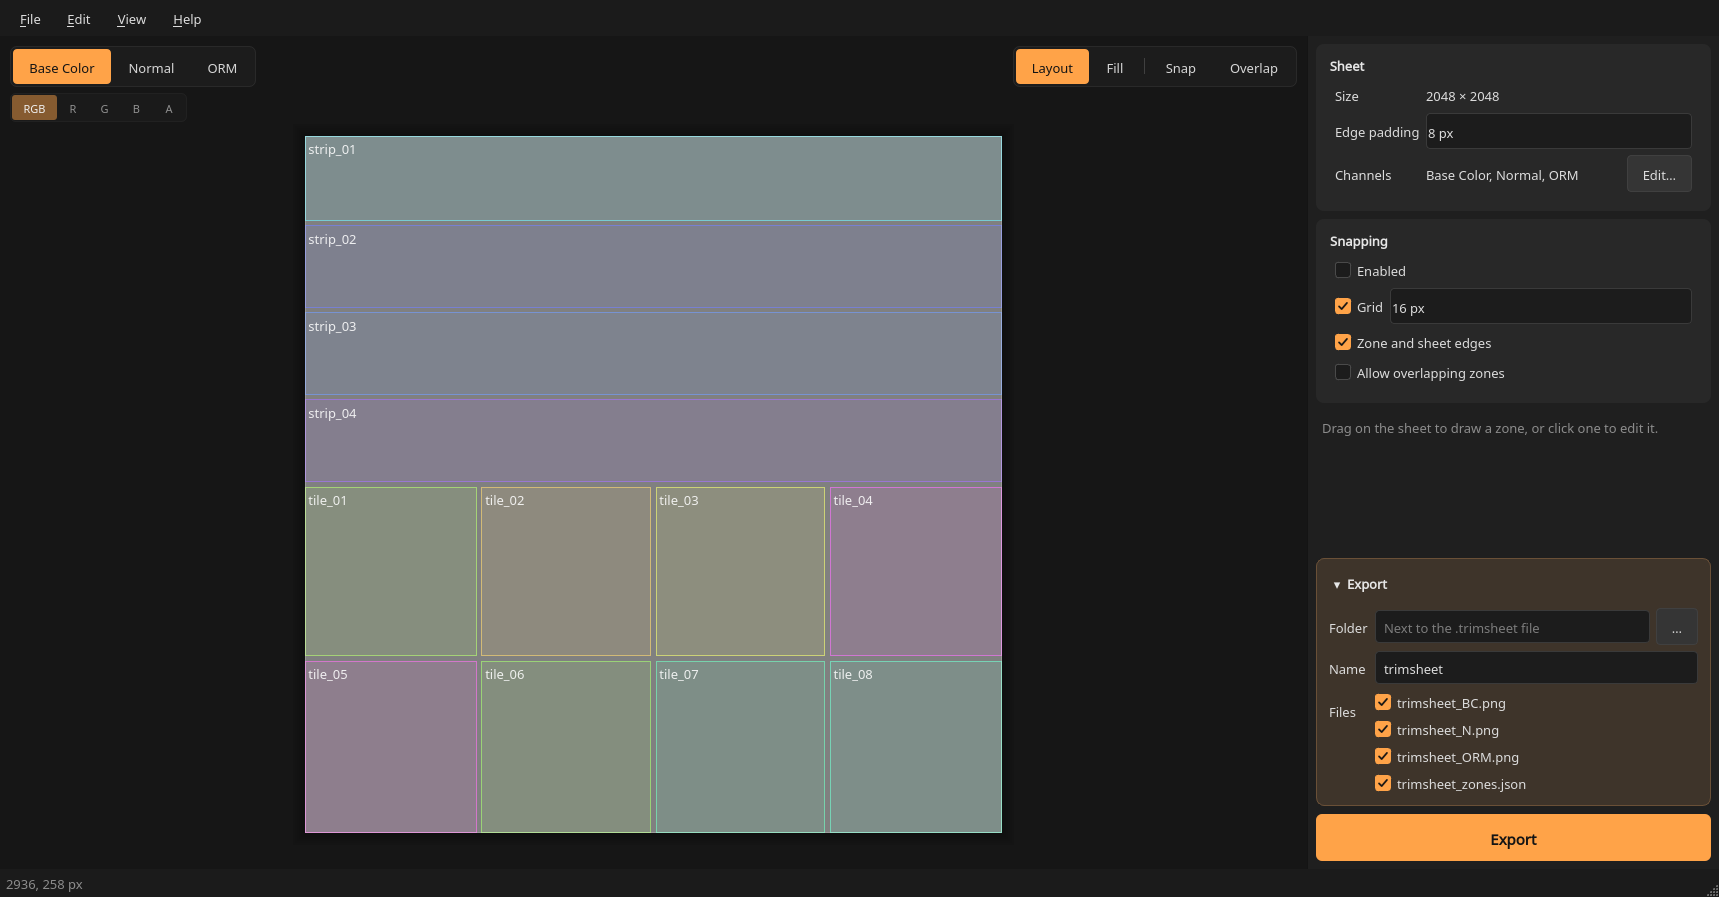 File Edit View Help
Base Color Normal ORM
Layout Fill Snap Overlap
RGB R G B A
strip_01
strip_02
strip_03
strip_04
tile_01 tile_02 tile_03 tile_04
tile_05 tile_06 tile_07 tile_08
Sheet
Size 2048 × 2048
Edge padding 8 px
Channels Base Color, Normal, ORM Edit...
Snapping
Enabled
Grid 16 px
Zone and sheet edges
Allow overlapping zones
Drag on the sheet to draw a zone, or click one to edit it.
▼ Export
Folder Next to the .trimsheet file ...
Name trimsheet
Files
trimsheet_BC.png
trimsheet_N.png
trimsheet_ORM.png
trimsheet_zones.json
Export
2936, 258 px